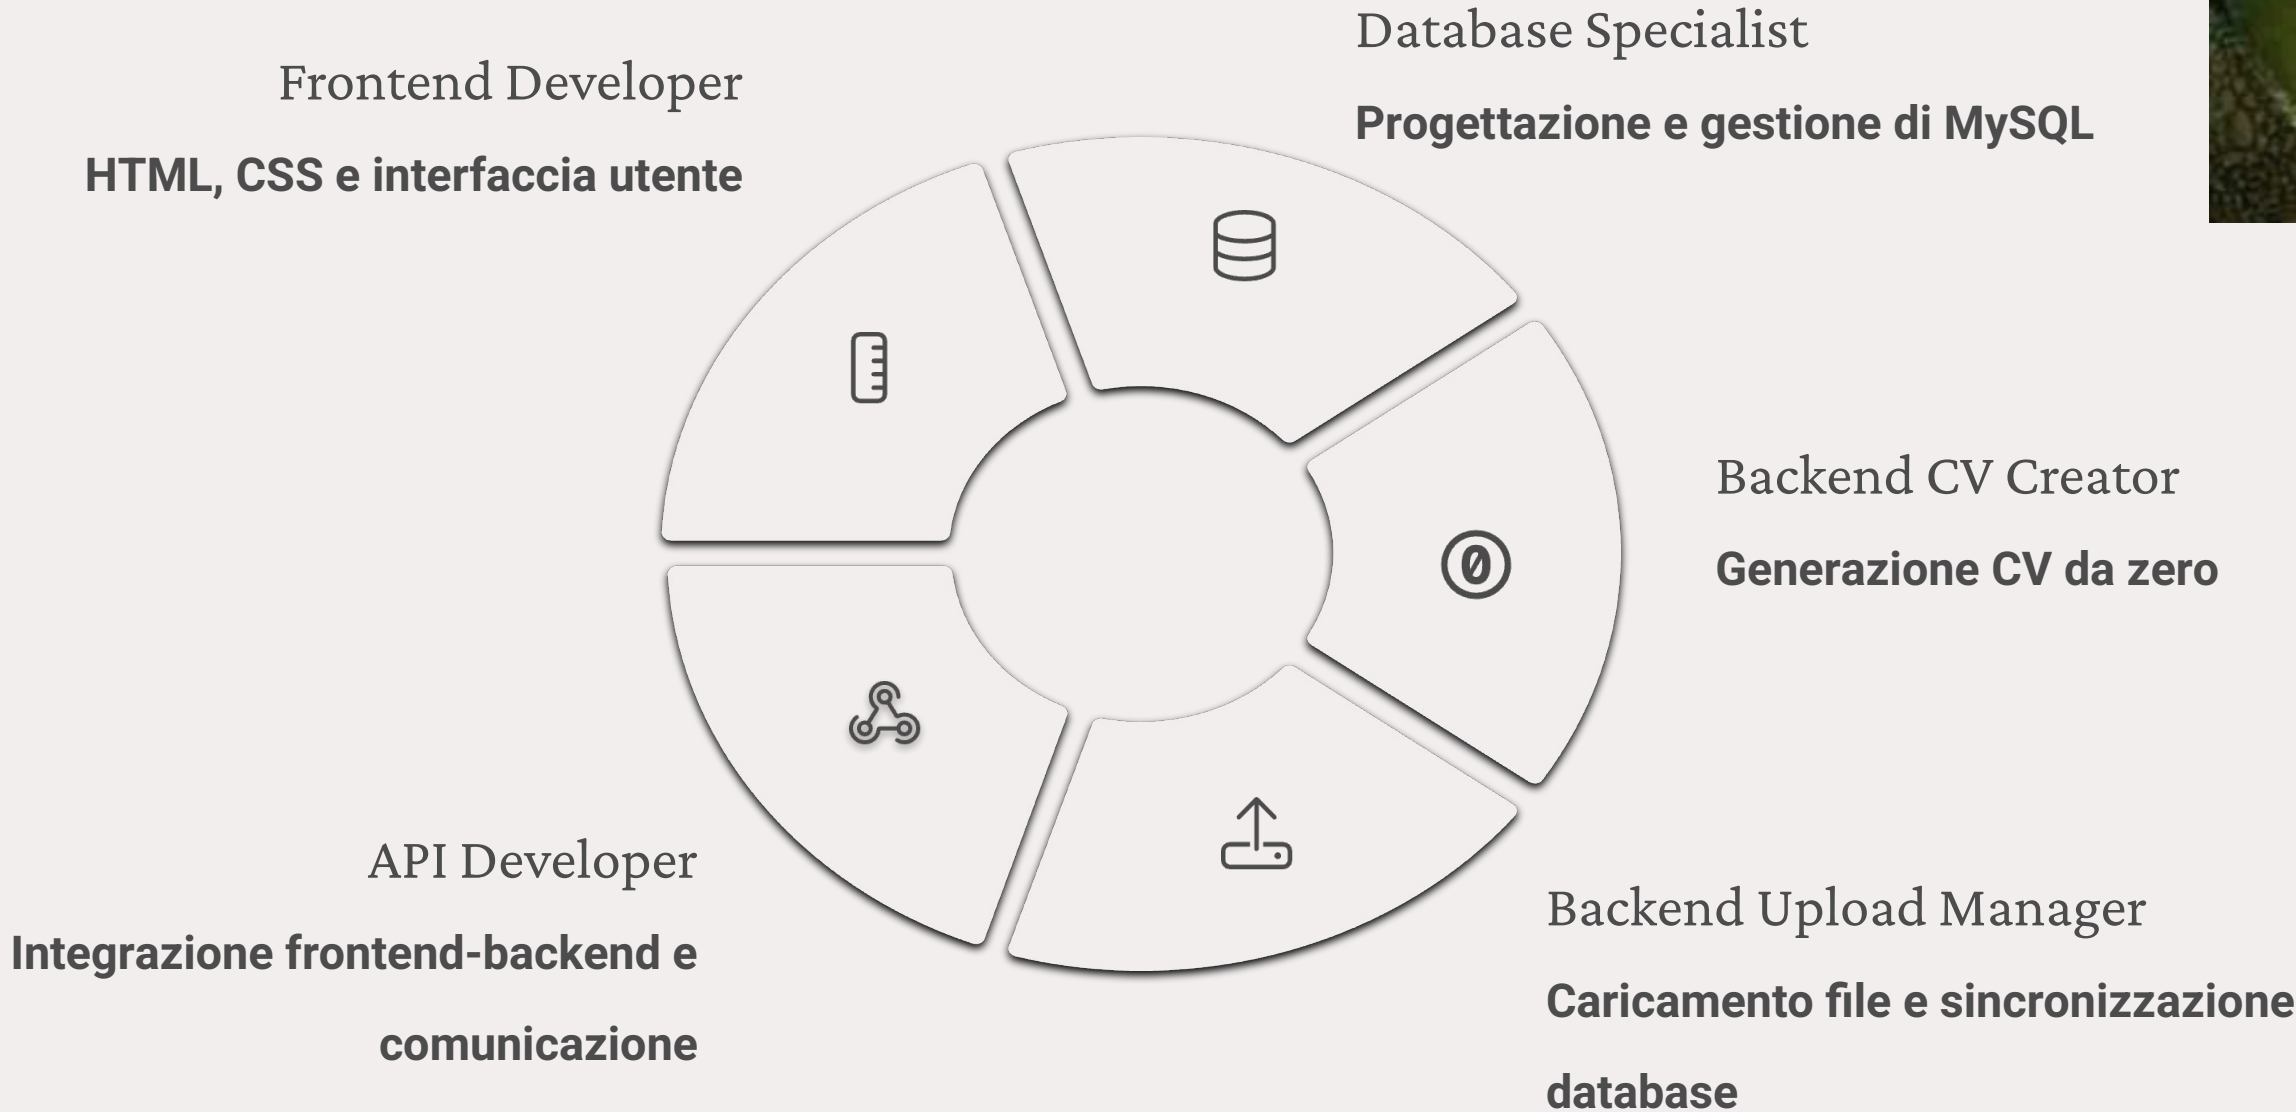 Frontend Developer
HTML, CSS e interfaccia utente
Database Specialist
Progettazione e gestione di MySQL
Backend CV Creator
Generazione CV da zero
API Developer
Integrazione frontend-backend e
comunicazione
Backend Upload Manager
Caricamento file e sincronizzazione
database